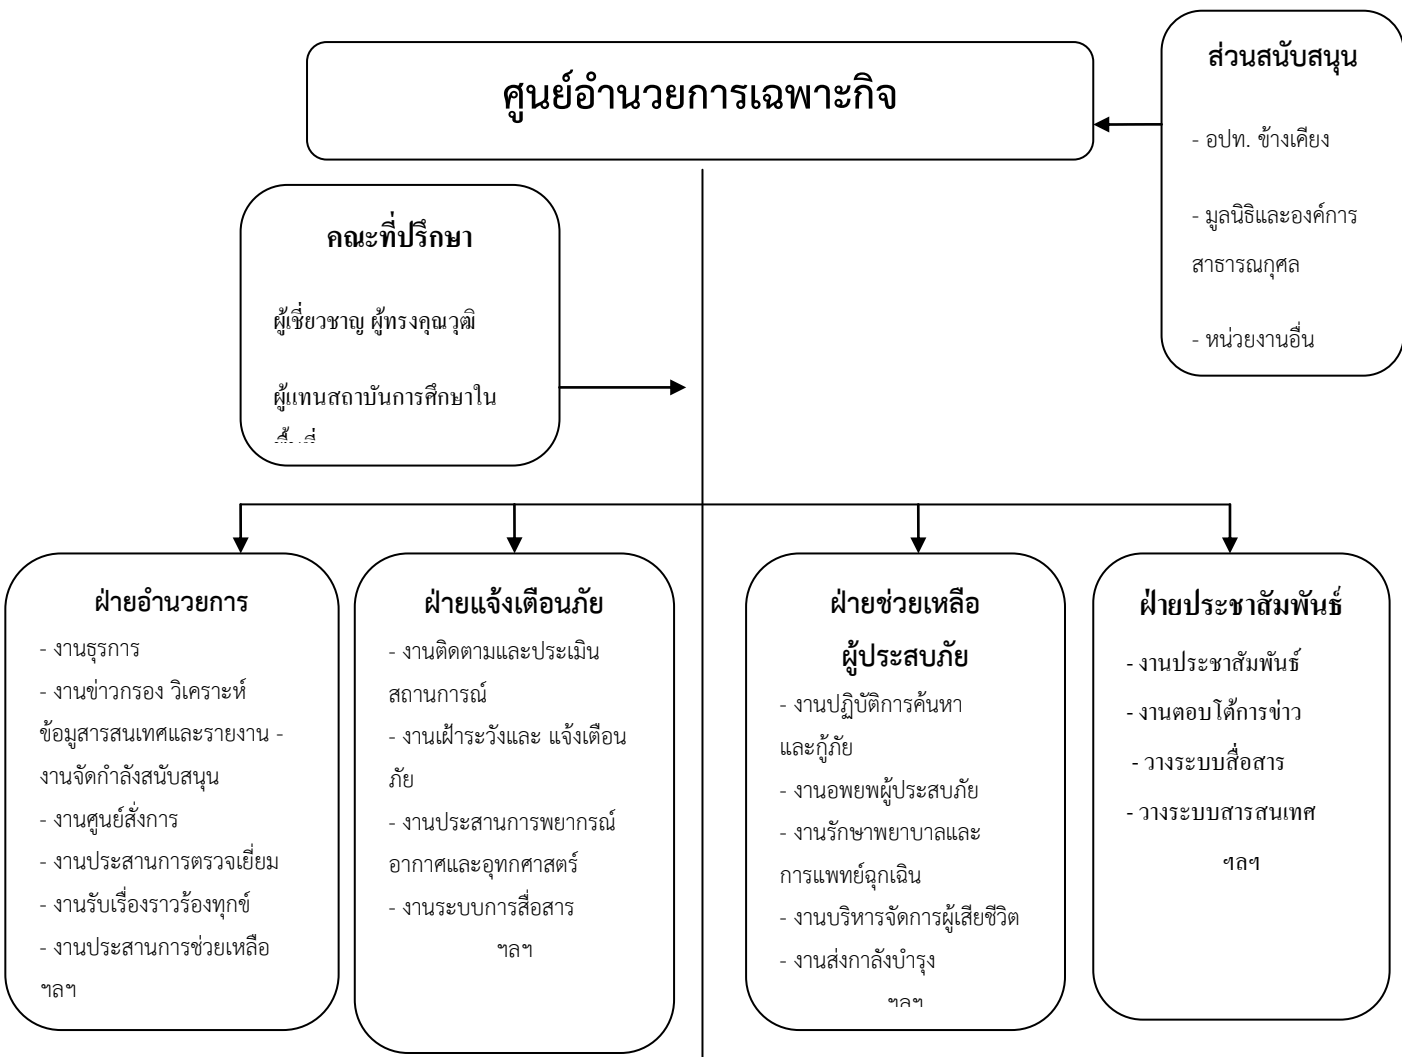 ศูนย์อำนวยการเฉพาะกิจ
ส่วนสนับสนุน
- อปท. ข้างเคียง
- มูลนิธิและองค์การ
สาธารณกุศล
- หน่วยงานอื่น
คณะที่ปรึกษา
ผู้เชี่ยวชาญ ผู้ทรงคุณวุฒิ
ผู้แทนสถาบันการศึกษาใน
พื้นที่
ฝ่ายอำนวยการ
- งานธุรการ
- งานข่าวกรอง วิเคราะห์
ข้อมูสารสนเทศและรายงาน -
งานจัดกำลังสนับสนุน
- งานศูนย์สั่งการ
- งานประสานการตรวจเยี่ยม
- งานรับเรื่องราวร้องทุกข์
- งานประสานการช่วยเหลือ
ฯลฯ
ฝ่ายแจ้งเตือนภัย
- งานติดตามและประเมิน
สถานการณ์
- งานเฝ้าระวังและ แจ้งเตือน
ภัย
- งานประสานการพยากรณ์
อากาศและอุทกศาสตร์
- งานระบบการสื่อสาร
ฯลฯ
ฝ่ายช่วยเหลือ
ผู้ประสบภัย
- งานปฏิบัติการค้นหา
และกู้ภัย
- งานอพยพผู้ประสบภัย
- งานรักษาพยาบาลและ
การแพทย์ฉุกเฉิน
- งานบริหารจัดการผู้เสียชีวิต
- งานส่งกาลังบำรุง
ฯลฯ
ฝ่ายประชาสัมพันธ์
- งานประชาสัมพันธ์
- งานตอบโต้การข่าว
- วางระบบสื่อสาร
- วางระบบสารสนเทศ
ฯลฯ